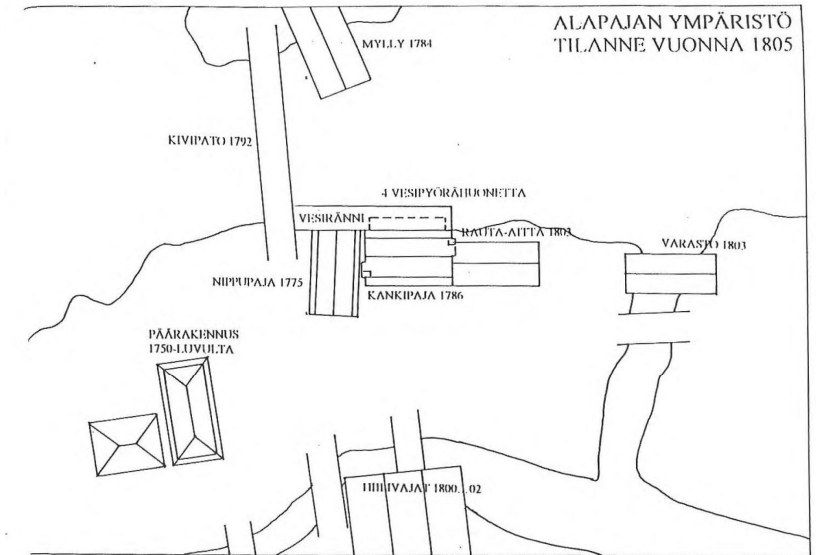 ALAPAJAN YMPÄRISTÖ
TILANNE VUONNA 1805
MYLLY 1784
KIVIPATO 1792
4 VESIPYÖRÄHUONETTA
VESIRÄNNI
RAUTA-AITTA 1803
VARASTO 1803
NIPPUPAJA 1775
KANKIPAJA 1786
PÄÄRAKENNUS
1750-LUVULTA
HIILIVAJAT 1800...02